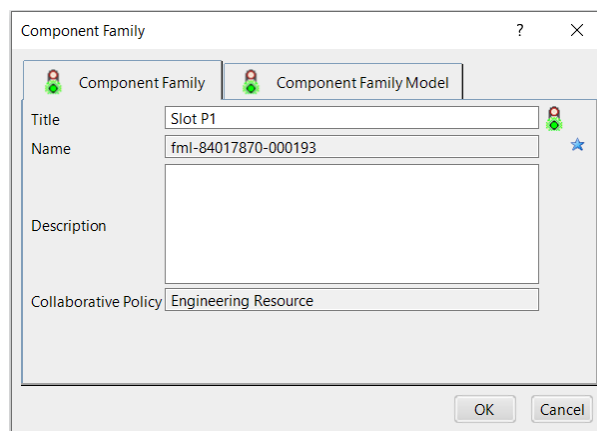 Component Family
?
Component Family
Component Family Model
Title
Slot P1
Name
fml-84017870-000193
Description
Collaborative Policy
Engineering Resource
OK
Cancel